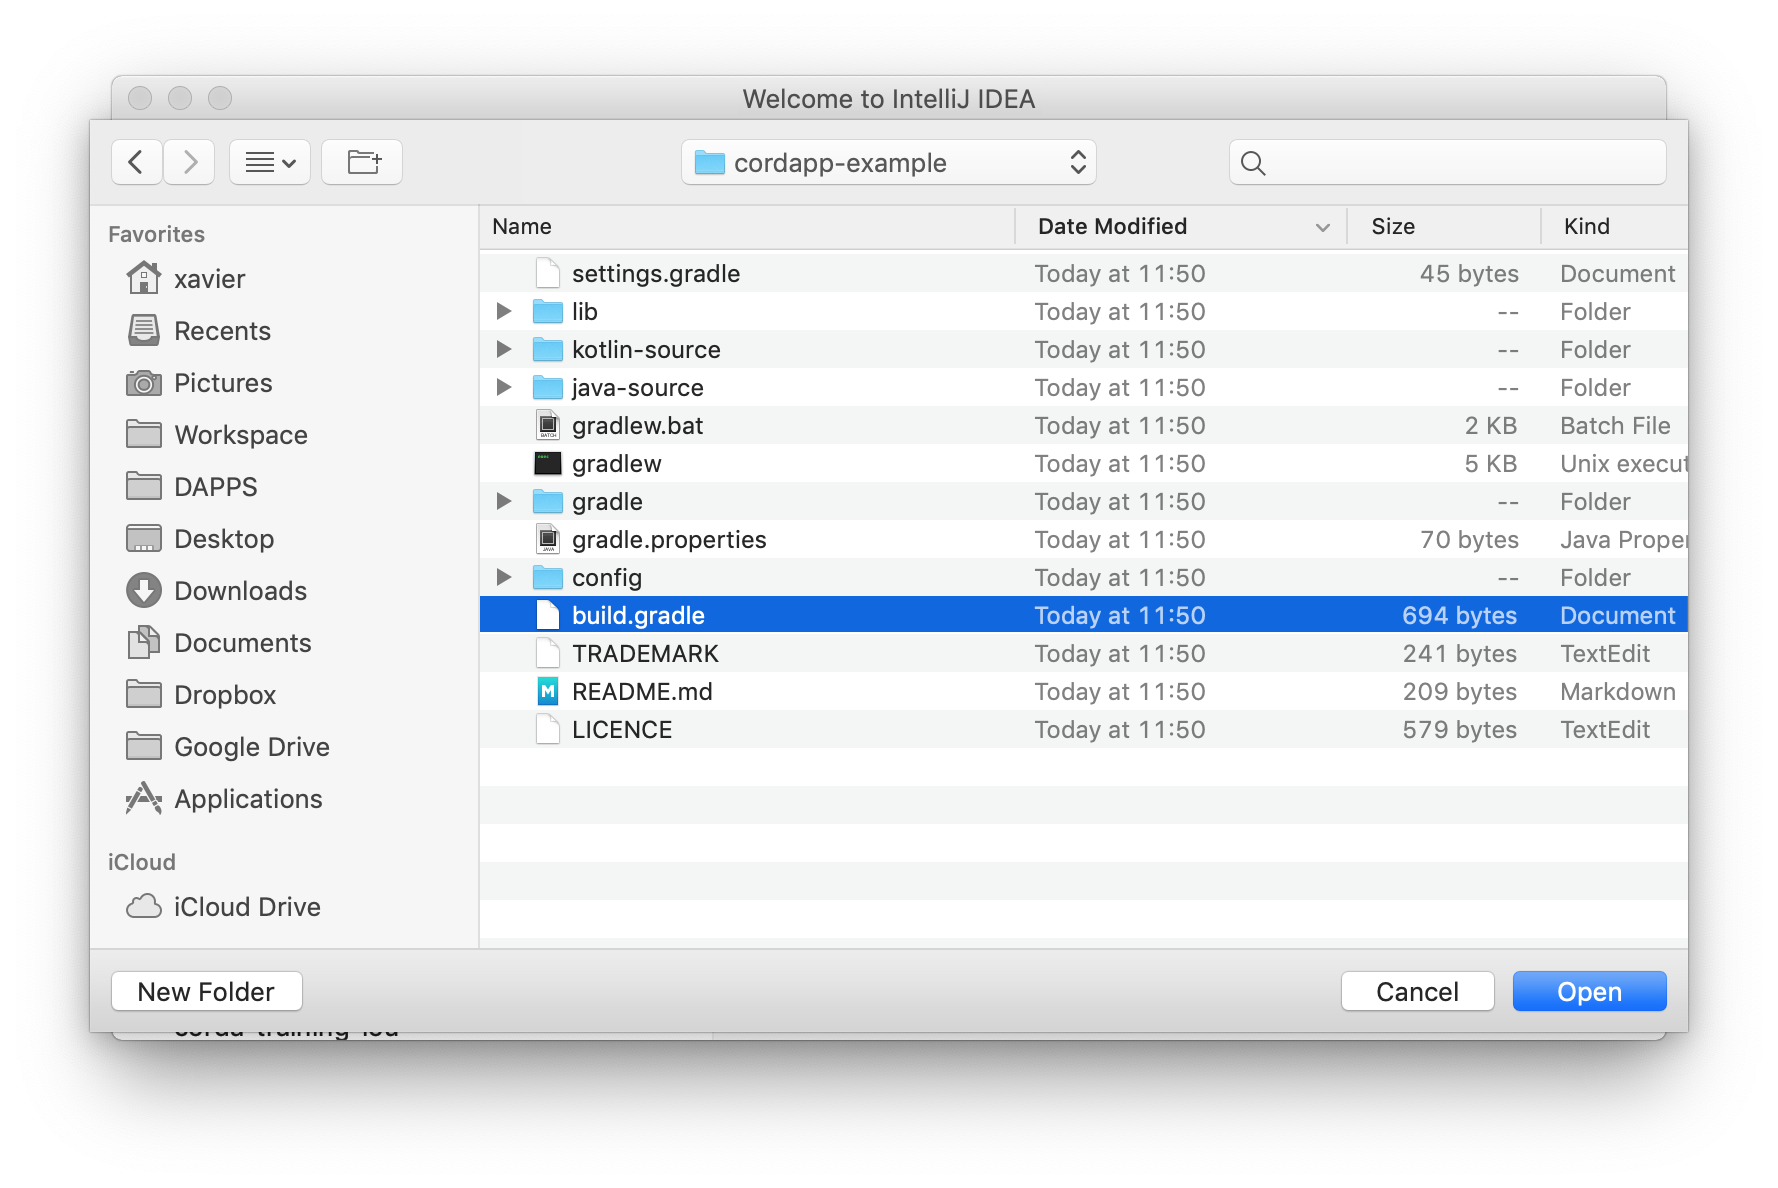 Welcome to IntelliJ IDEA
cordapp-example
Favorites
xavier
Recents
Pictures
Workspace
DAPPS
Desktop
Downloads
Documents
Dropbox
Google Drive
Applications
iCloud
iCloud Drive
Name Date Modified Size Kind
settings.gradle Today at 11:50 45 bytes Document
lib Today at 11:50 -- Folder
kotlin-source Today at 11:50 -- Folder
java-source Today at 11:50 -- Folder
gradlew.bat Today at 11:50 2 KB Batch File
gradlew Today at 11:50 5 KB Unix execut
gradle Today at 11:50 -- Folder
gradle.properties Today at 11:50 70 bytes Java Proper
config Today at 11:50 -- Folder
build.gradle Today at 11:50 694 bytes Document
TRADEMARK Today at 11:50 241 bytes TextEdit
README.md Today at 11:50 209 bytes Markdown
LICENCE Today at 11:50 579 bytes TextEdit
New Folder Cancel Open